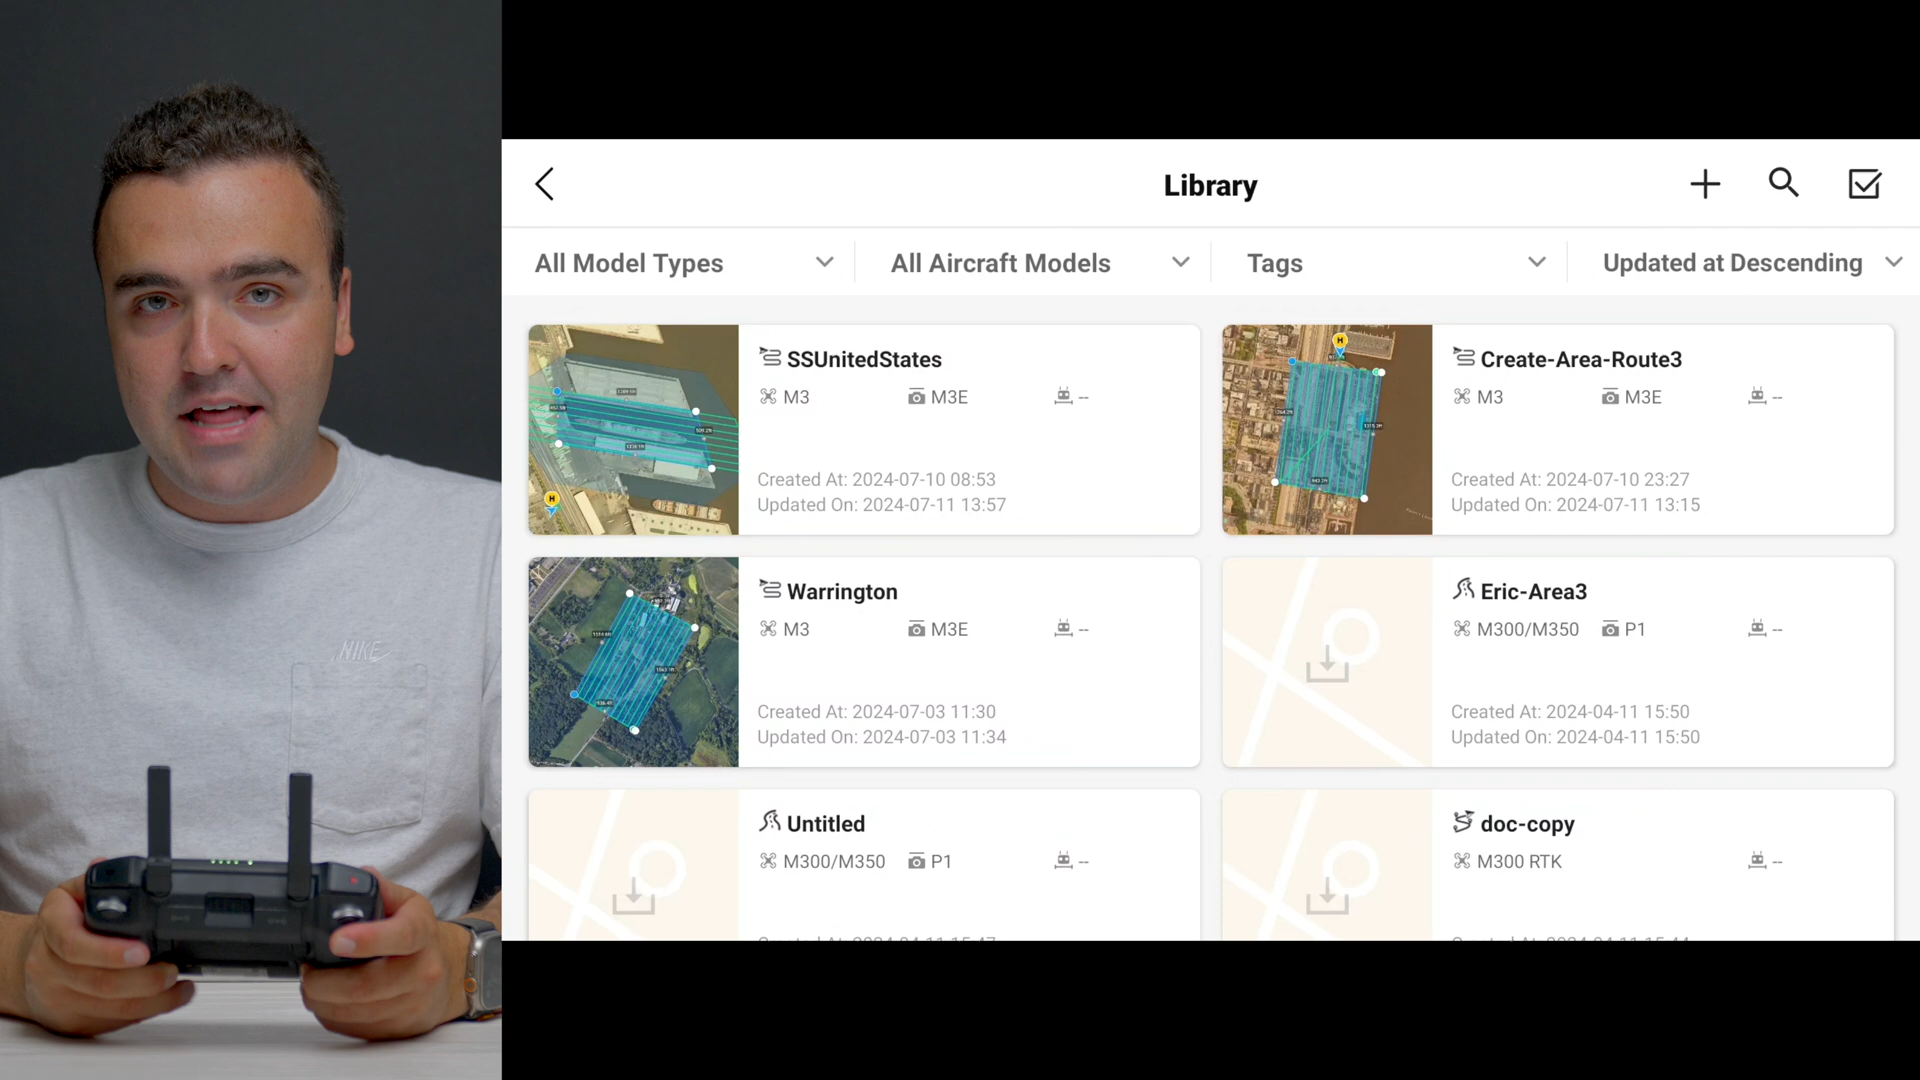 Library
All Model Types
All Aircraft Models
Tags
Updated at Descending
SSUnitedStates
M3
M3E
--
Created At: 2024-07-10 08:53
Updated On: 2024-07-11 13:57
Create-Area-Route3
M3
M3E
--
Created At: 2024-07-10 23:27
Updated On: 2024-07-11 13:15
Warrington
M3
M3E
--
Created At: 2024-07-03 11:30
Updated On: 2024-07-03 11:34
Eric-Area3
M300/M350
P1
--
Created At: 2024-04-11 15:50
Updated On: 2024-04-11 15:50
Untitled
M300/M350
P1
--
doc-copy
M300 RTK
--
NIKE
H
H